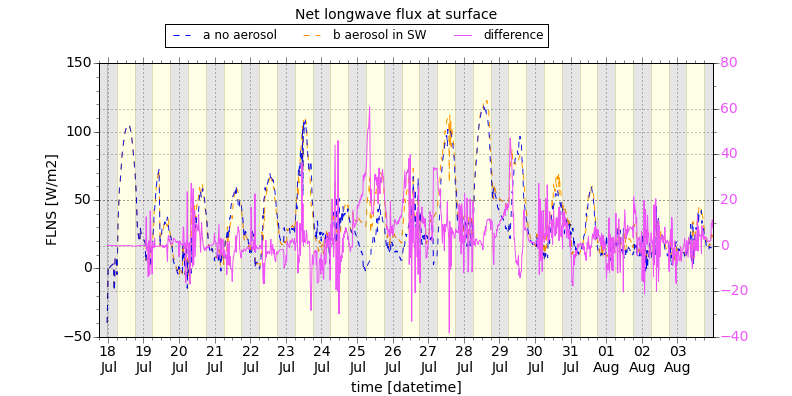 Net longwave flux at surface
a no aerosol b aerosol in SW difference
150 80
60
100
40
50 20
0
0
−20
−50 −40
FLNS [W/m2]
18 19 20 21 22 23 24 25 26 27 28 29 30 31 01 02 03
Jul Jul Jul Jul Jul Jul Jul Jul Jul Jul Jul Jul Jul Jul Aug Aug Aug
time [datetime]